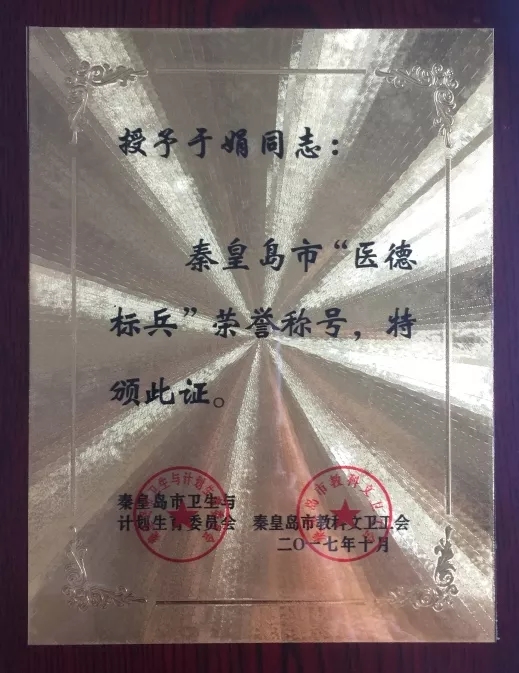 授予于娟同志：
秦皇岛市“医德
标兵”荣誉称号，特
颁此证。
秦皇岛市卫生与
计划生育委员会
秦皇岛市教科文卫工会
二〇一七年十月